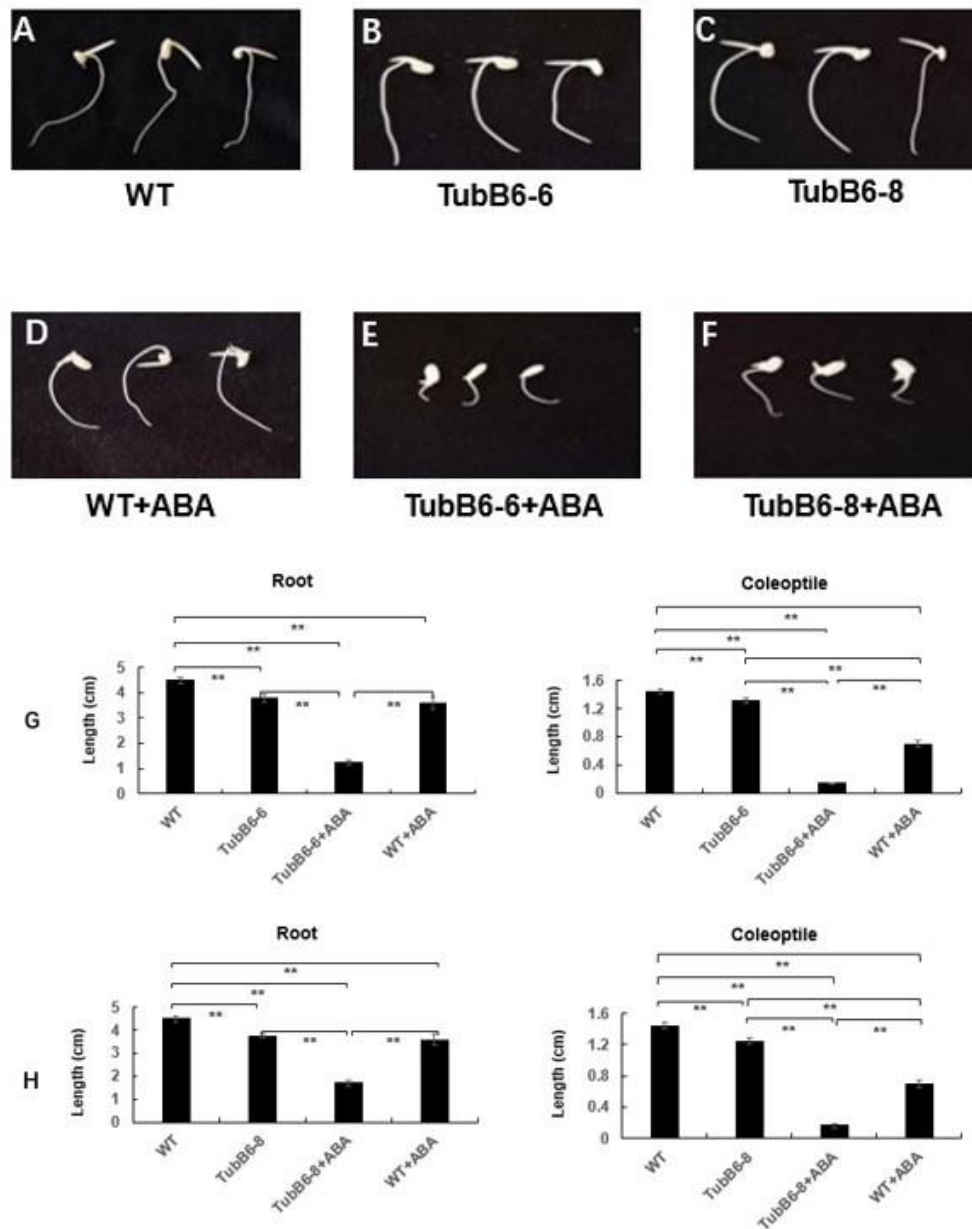 A
B
C
WT
TubB6-6
TubB6-8
D
E
F
WT+ABA
TubB6-6+ABA
TubB6-8+ABA
G
Root
**
**
**
**
**
Length (cm)
5
4
3
2
1
0
WT
TubB6-6
TubB6-6+ABA
WT+ABA
Coleoptile
**
**
**
**
**
**
Length (cm)
1.6
1.2
0.8
0.4
0
WT
TubB6-6
TubB6-6+ABA
WT+ABA
H
Root
**
**
**
**
**
Length (cm)
5
4
3
2
1
0
WT
TubB6-8
TubB6-8+ABA
WT+ABA
Coleoptile
**
**
**
**
**
**
Length (cm)
1.6
1.2
0.8
0.4
0
WT
TubB6-8
TubB6-8+ABA
WT+ABA